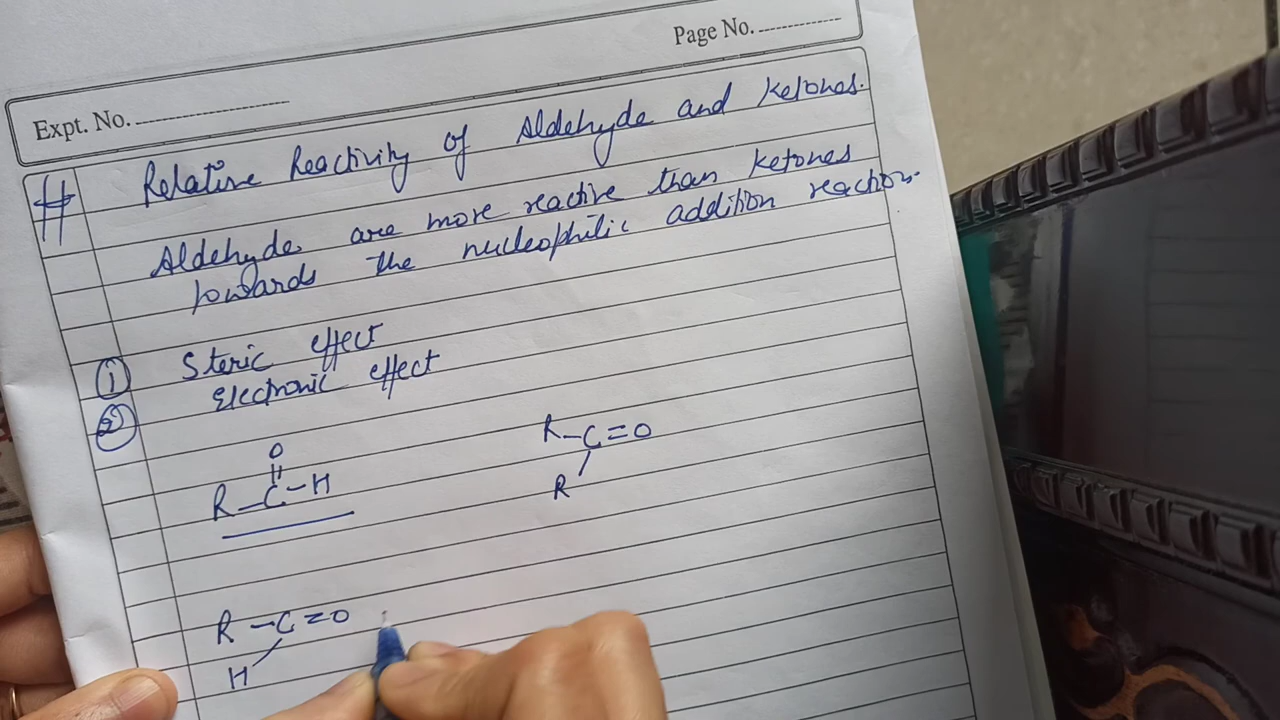 Page No.
Expt. No.
# Relative Reactivity of Aldehyde and Ketones.
Aldehyde are more reactive than ketones
towards the nucleophilic addition reaction.
① Steric effect
② Electronic effect
O
||
R-C-H
R-C=O
/
R
R-C=O
/
H